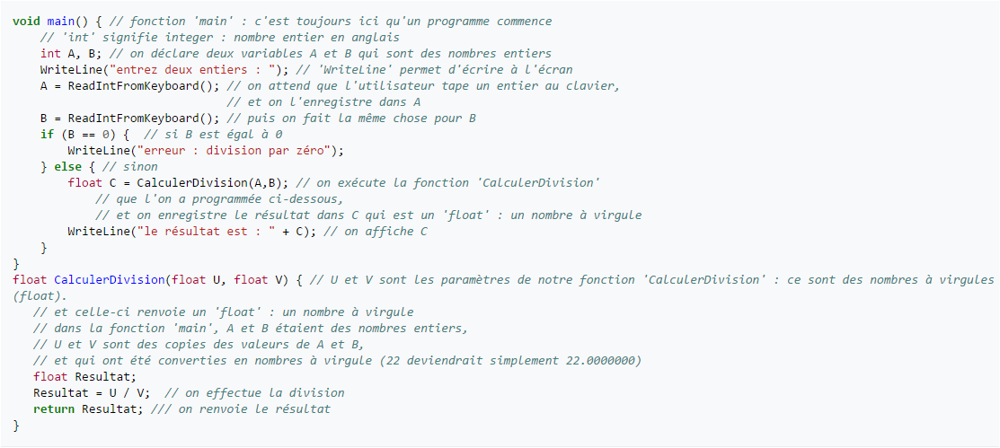 void main() { // fonction 'main' : c'est toujours ici qu'un programme commence
    // 'int' signifie integer : nombre entier en anglais
    int A, B; // on déclare deux variables A et B qui sont des nombres entiers
    WriteLine("entrez deux entiers : "); // 'WriteLine' permet d'écrire à l'écran
    A = ReadIntFromKeyboard(); // on attend que l'utilisateur tape un entier au clavier,
                               // et on l'enregistre dans A
    B = ReadIntFromKeyboard(); // puis on fait la même chose pour B
    if (B == 0) {  // si B est égal à 0
        WriteLine("erreur : division par zéro");
    } else { // sinon
        float C = CalculerDivision(A,B); // on exécute la fonction 'CalculerDivision'
            // que l'on a programmée ci-dessous,
            // et on enregistre le résultat dans C qui est un 'float' : un nombre à virgule
        WriteLine("le résultat est : " + C); // on affiche C
    }
}
float CalculerDivision(float U, float V) { // U et V sont les paramètres de notre fonction 'CalculerDivision' : ce sont des nombres à virgules
(float).
   // et celle-ci renvoie un 'float' : un nombre à virgule
   // dans la fonction 'main', A et B étaient des nombres entiers,
   // U et V sont des copies des valeurs de A et B,
   // et qui ont été converties en nombres à virgule (22 deviendrait simplement 22.0000000)
   float Resultat;
   Resultat = U / V;  // on effectue la division
   return Resultat; /// on renvoie le résultat
}